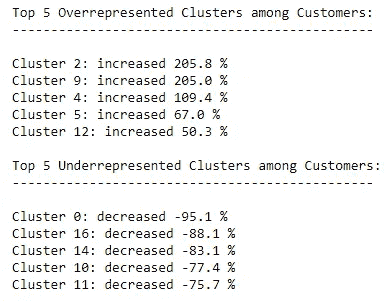 Top 5 Overrepresented Clusters among Customers:
-----------------------------------------------
Cluster 2: increased 205.8 %
Cluster 9: increased 205.0 %
Cluster 4: increased 109.4 %
Cluster 5: increased 67.0 %
Cluster 12: increased 50.3 %
Top 5 Underrepresented Clusters among Customers:
-----------------------------------------------
Cluster 0: decreased -95.1 %
Cluster 16: decreased -88.1 %
Cluster 14: decreased -83.1 %
Cluster 10: decreased -77.4 %
Cluster 11: decreased -75.7 %